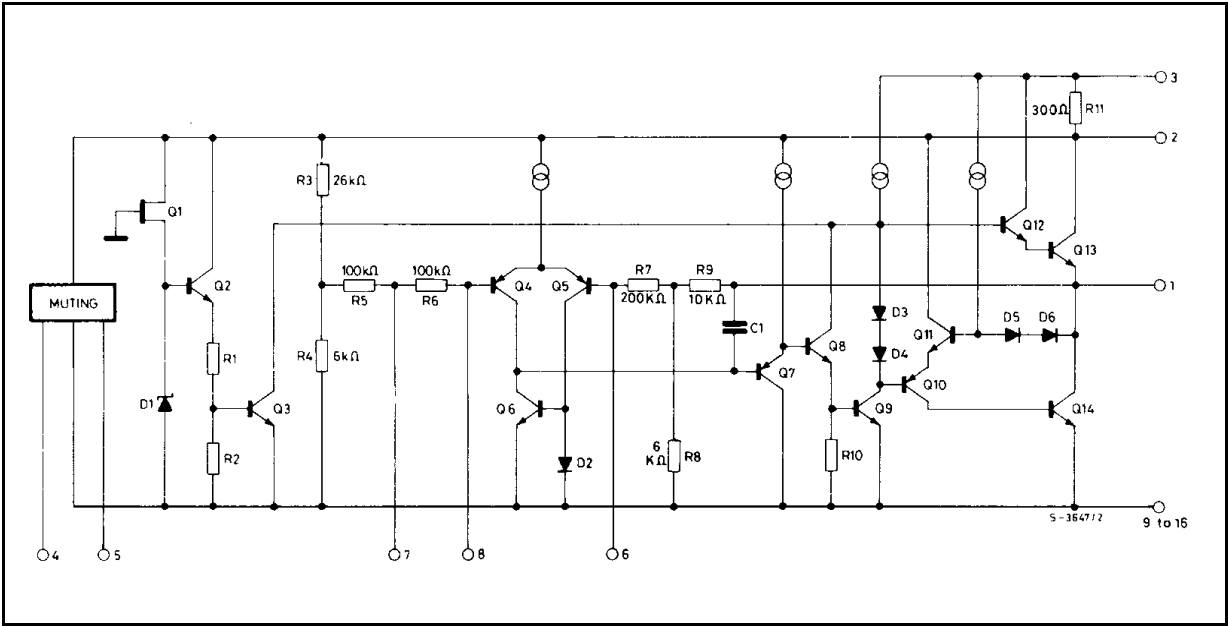 3
300Ω R11
2
R3 26kΩ
Q1
Q12
Q13
100kΩ 100kΩ
R5 R6
Q2
Q4 Q5
R7 R9
200KΩ 10KΩ
1
MUTING
C1
D3
D5 D6
Q11
D4
Q8
R1
R4 6kΩ
Q7
Q10
D1
Q3
Q6
Q9
Q14
R2
D2
6
KΩ R8
R10
S-3647/2
9 to 16
4 5 7 8 6